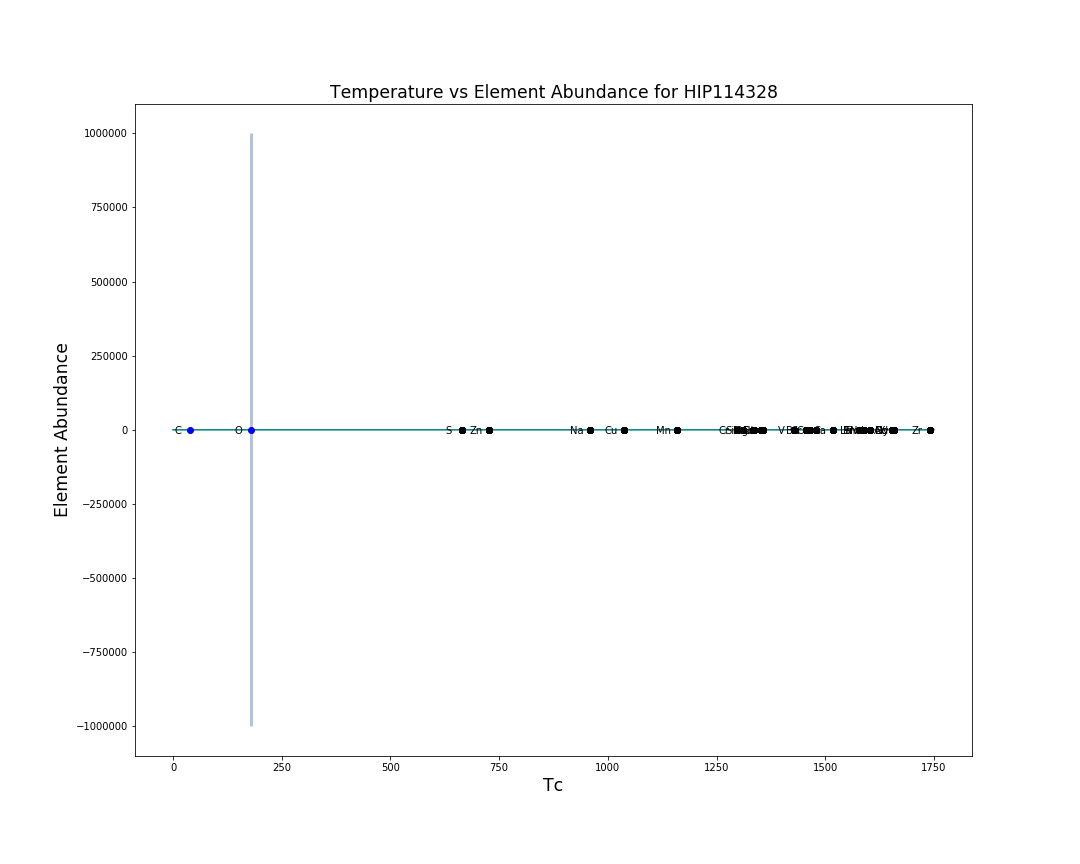 Temperature vs Element Abundance for HIP114328
1000000
750000
500000
250000
0
−250000
−500000
−750000
−1000000
Element Abundance
C O S Zn Na Cu Mn V Zr
0 250 500 750 1000 1250 1500 1750
Tc